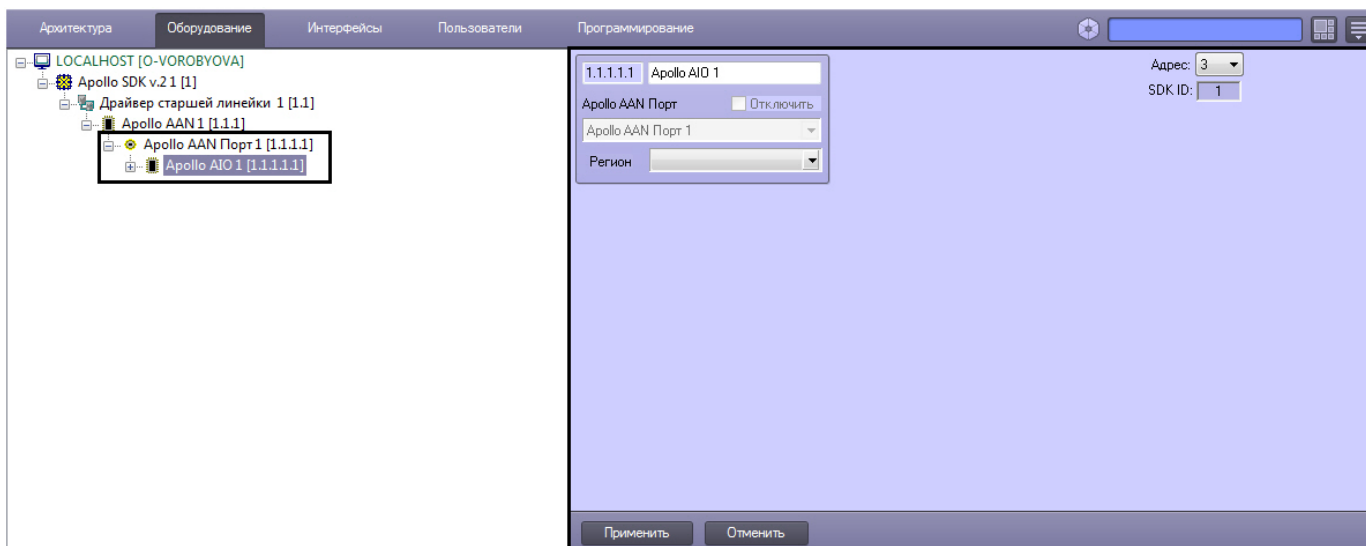 Архитектура Оборудование Интерфейсы Пользователи Программирование
LOCALHOST [O-VOROBYOVA]
Apollo SDK v.2 1 [1]
Драйвер старшей линейки 1 [1.1]
Apollo AAN 1 [1.1.1]
Apollo AAN Порт 1 [1.1.1.1]
Apollo AIO 1 [1.1.1.1.1]
1.1.1.1.1 Apollo AIO 1
Apollo AAN Порт Отключить
Apollo AAN Порт 1
Регион
Адрес: 3
SDK ID: 1
Применить Отменить